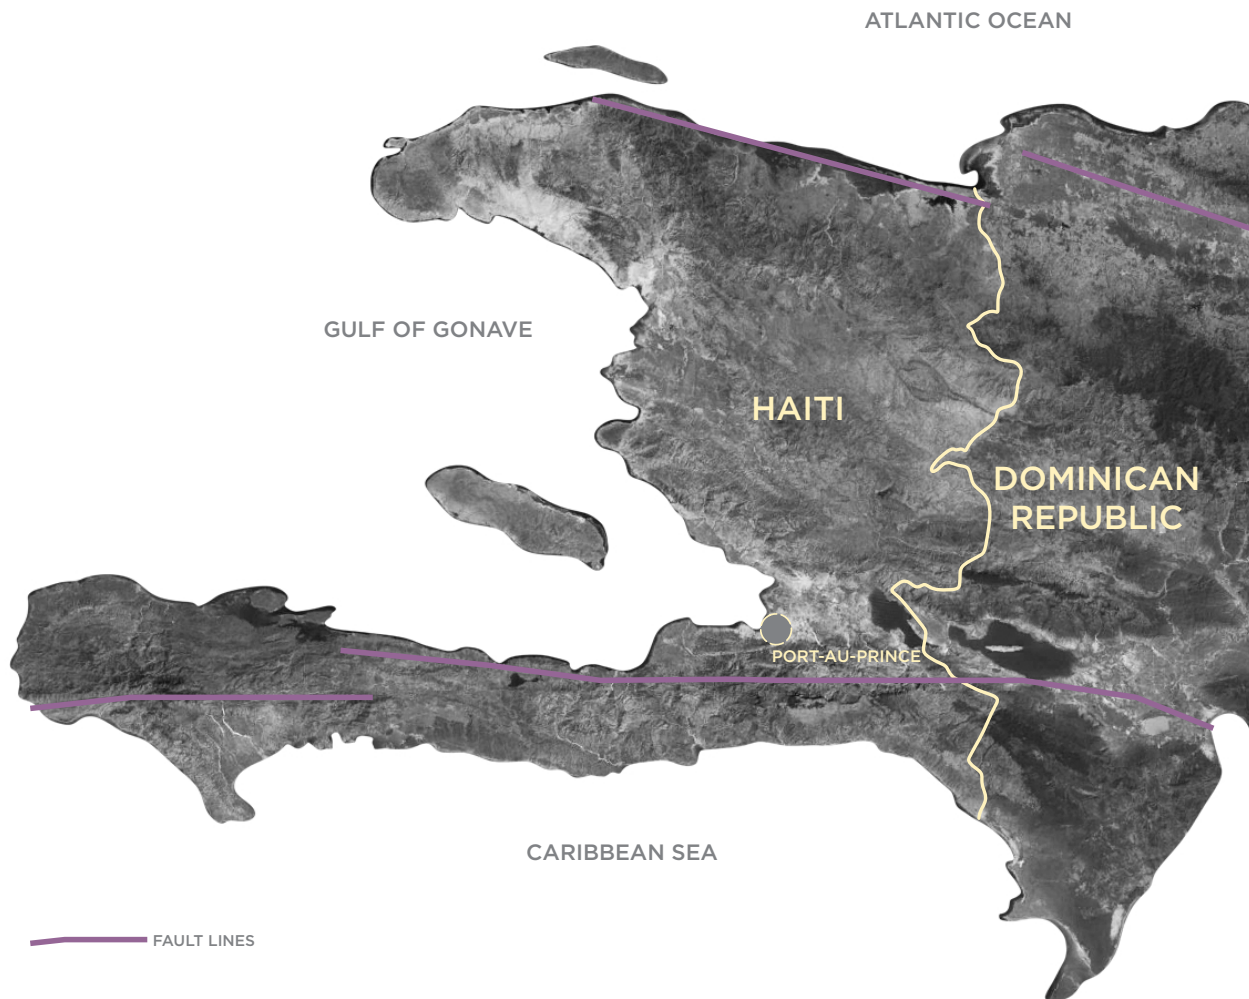 ATLANTIC OCEAN
GULF OF GONAVE
HAITI
DOMINICAN
REPUBLIC
PORT-AU-PRINCE
CARIBBEAN SEA
FAULT LINES